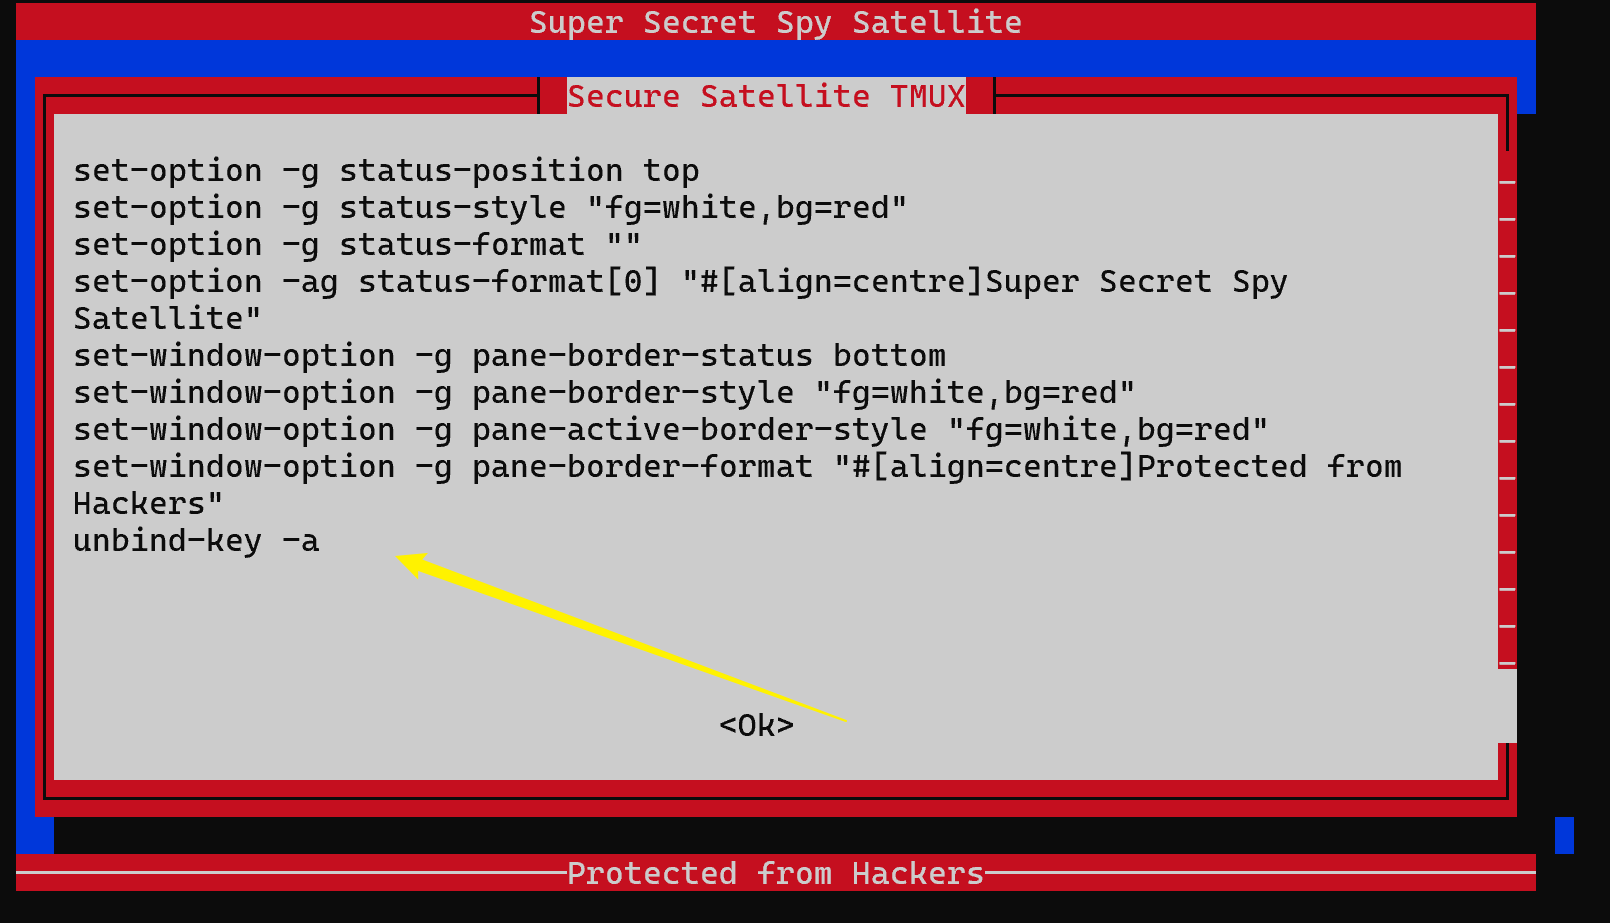 Super Secret Spy Satellite
Secure Satellite TMUX
set-option -g status-position top
set-option -g status-style "fg=white,bg=red"
set-option -g status-format ""
set-option -ag status-format[0] "#[align=centre]Super Secret Spy
Satellite"
set-window-option -g pane-border-status bottom
set-window-option -g pane-border-style "fg=white,bg=red"
set-window-option -g pane-active-border-style "fg=white,bg=red"
set-window-option -g pane-border-format "#[align=centre]Protected from
Hackers"
unbind-key -a
<Ok>
Protected from Hackers